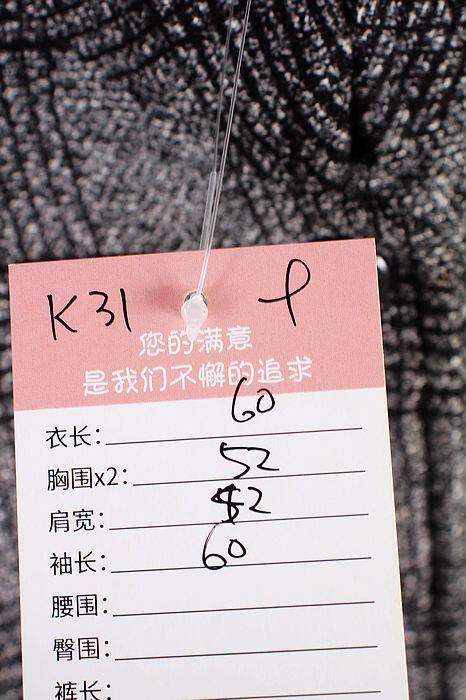 K31
您的满意
是我们不懈的追求
衣长: 60
胸围x2: 52
肩宽: 42
袖长: 60
腰围:
臀围:
裤长: